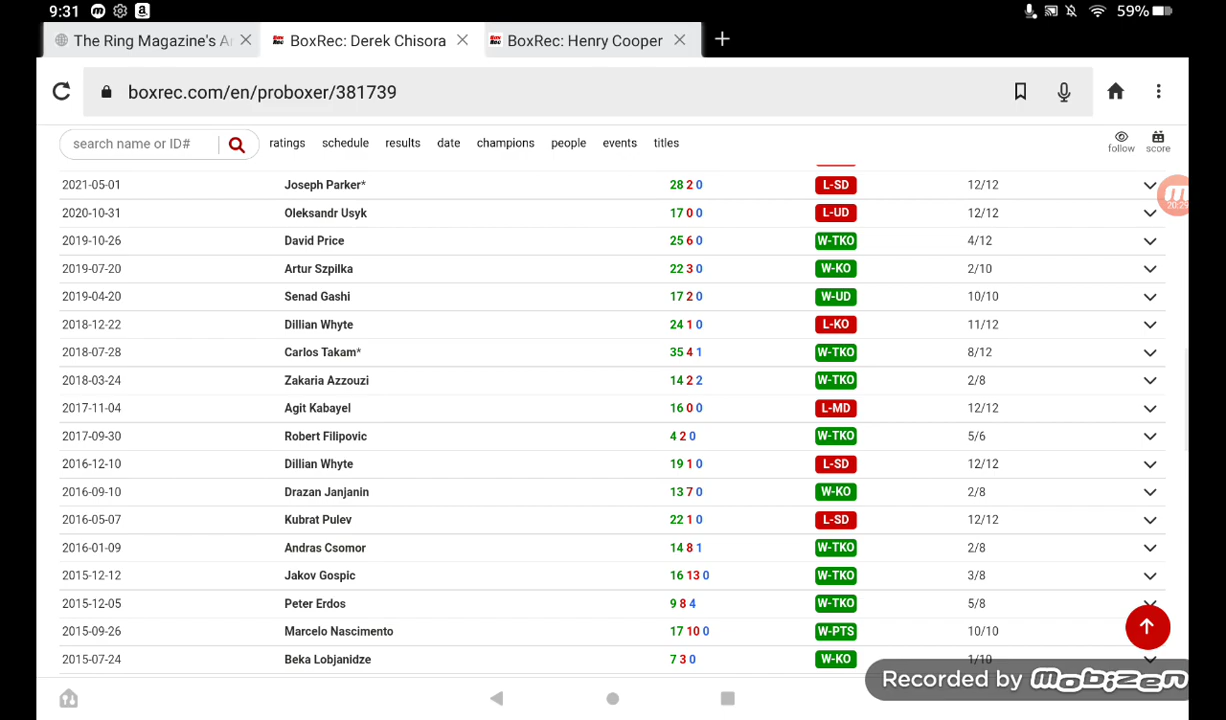 9:31 59%
The Ring Magazine's A BoxRec: Derek Chisora BoxRec: Henry Cooper
boxrec.com/en/proboxer/381739
search name or ID# ratings schedule results date champions people events titles follow score
2021-05-01 Joseph Parker* 28 2 0 L-SD 12/12
20:29
2020-10-31 Oleksandr Usyk 17 0 0 L-UD 12/12
2019-10-26 David Price 25 6 0 W-TKO 4/12
2019-07-20 Artur Szpilka 22 3 0 W-KO 2/10
2019-04-20 Senad Gashi 17 2 0 W-UD 10/10
2018-12-22 Dillian Whyte 24 1 0 L-KO 11/12
2018-07-28 Carlos Takam* 35 4 1 W-TKO 8/12
2018-03-24 Zakaria Azzouzi 14 2 2 W-TKO 2/8
2017-11-04 Agit Kabayel 16 0 0 L-MD 12/12
2017-09-30 Robert Filipovic 4 2 0 W-TKO 5/6
2016-12-10 Dillian Whyte 19 1 0 L-SD 12/12
2016-09-10 Drazan Janjanin 13 7 0 W-KO 2/8
2016-05-07 Kubrat Pulev 22 1 0 L-SD 12/12
2016-01-09 Andras Csomor 14 8 1 W-TKO 2/8
2015-12-12 Jakov Gospic 16 13 0 W-TKO 3/8
2015-12-05 Peter Erdos 9 8 4 W-TKO 5/8
2015-09-26 Marcelo Nascimento 17 10 0 W-PTS 10/10
2015-07-24 Beka Lobjanidze 7 3 0 W-KO 1/10
Recorded by mobizen